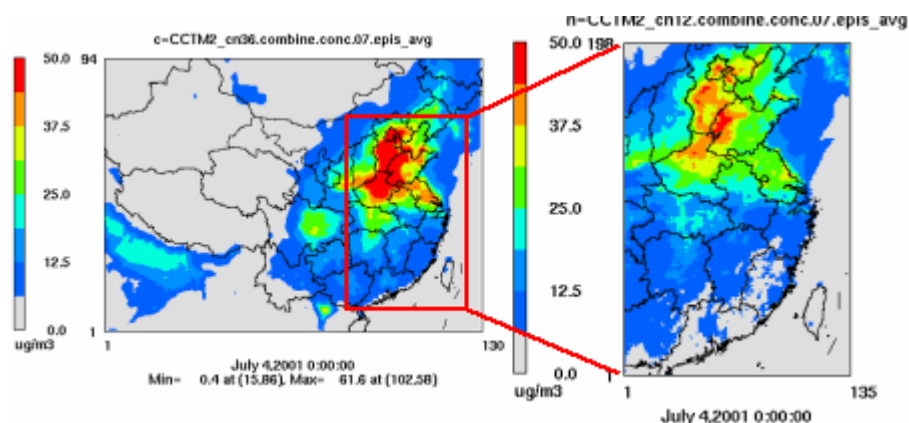 c=CCTM2_cn36.combine.conc.07.epis_avg
50.0
37.5
25.0
12.5
0.0
ug/m3
94
1
1
130
July 4,2001 0:00:00
Min= 0.4 at (15,86), Max= 61.6 at (102,58)
n=CCTM2_cn12.combine.conc.07.epis_avg
50.0
37.5
25.0
12.5
0.0
ug/m3
198
1
1
135
July 4,2001 0:00:00